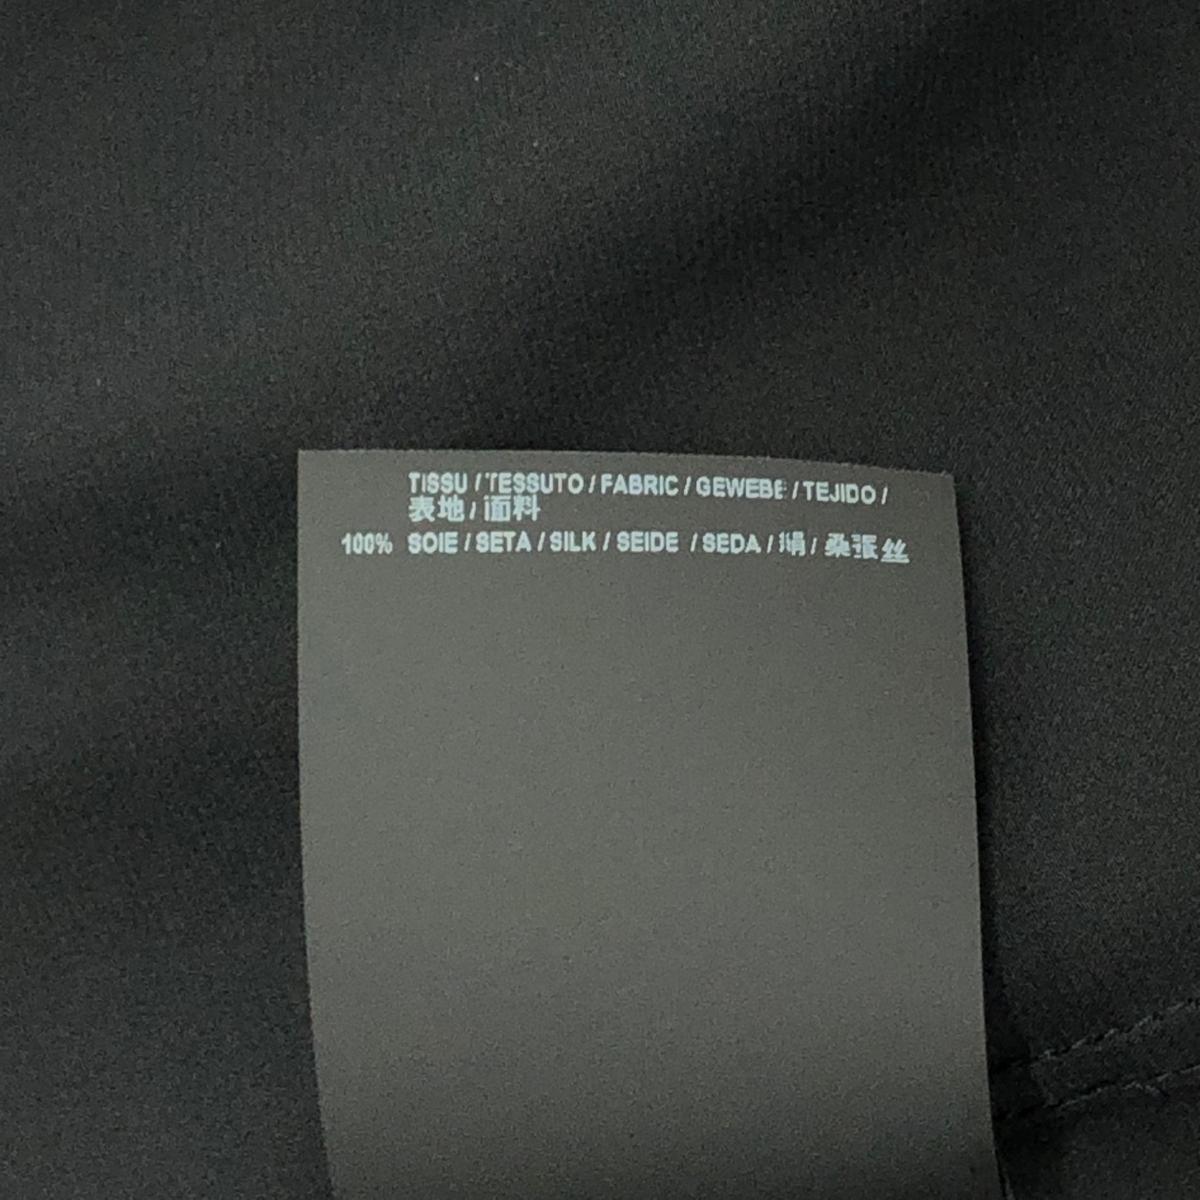 TISSU / TESSUTO / FABRIC / GEWEBE / TEJIDO /
表地 / 面料
100% SOIE / SETA / SILK / SEIDE / SEDA / 絹 / 桑蚕丝